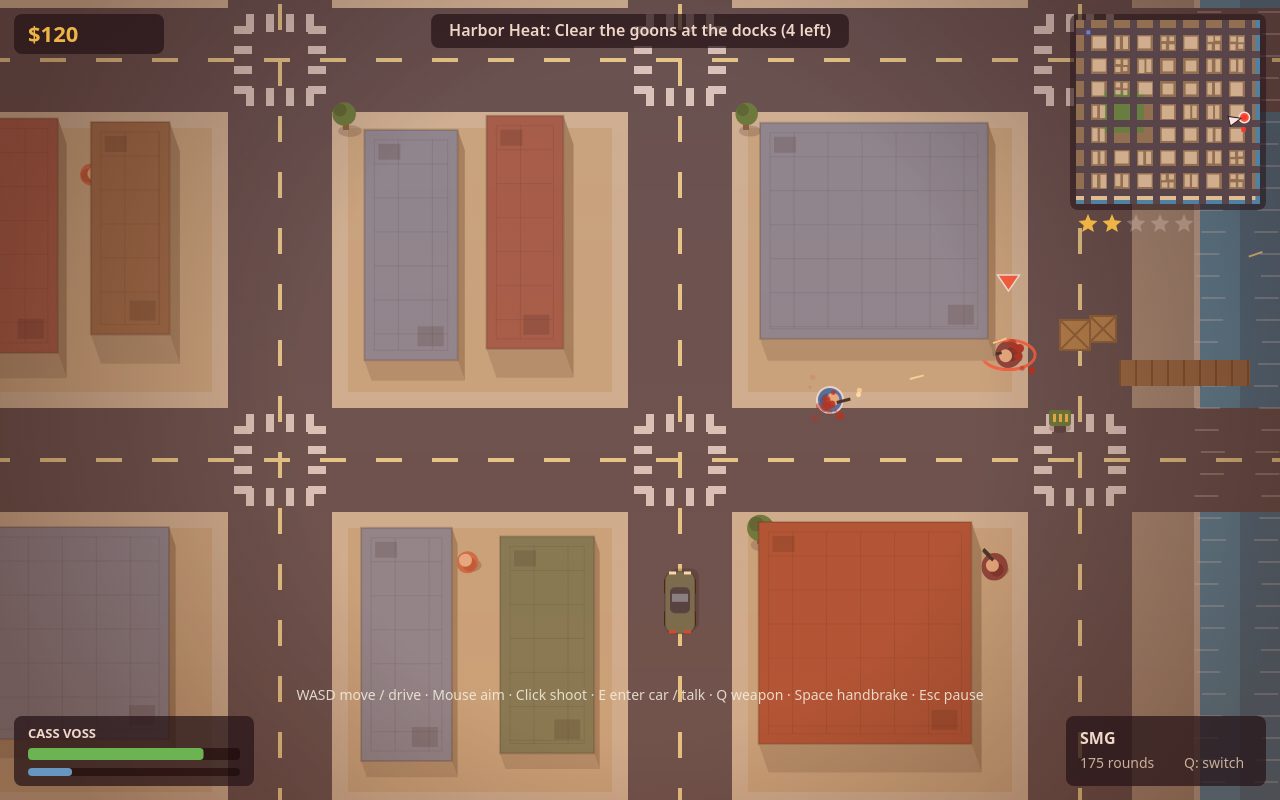 $120
Harbor Heat: Clear the goons at the docks (4 left)
WASD move / drive · Mouse aim · Click shoot · E enter car / talk · Q weapon · Space handbrake · Esc pause
CASS VOSS
SMG
175 rounds Q: switch